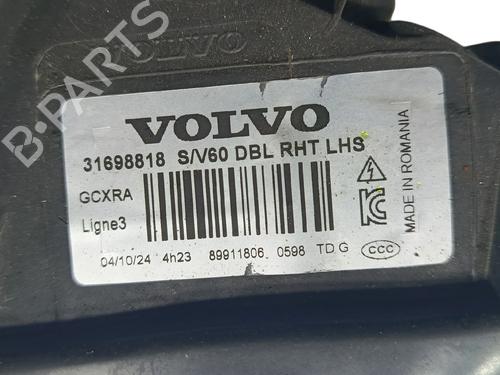 VOLVO
B-PARTS
VOLVO
31698818 S/V60 DBL RHT LHS
GCXRA
Ligne3
04/10/24 4h23 89911806 0598 TD G
CCC
MADE IN ROMANIA